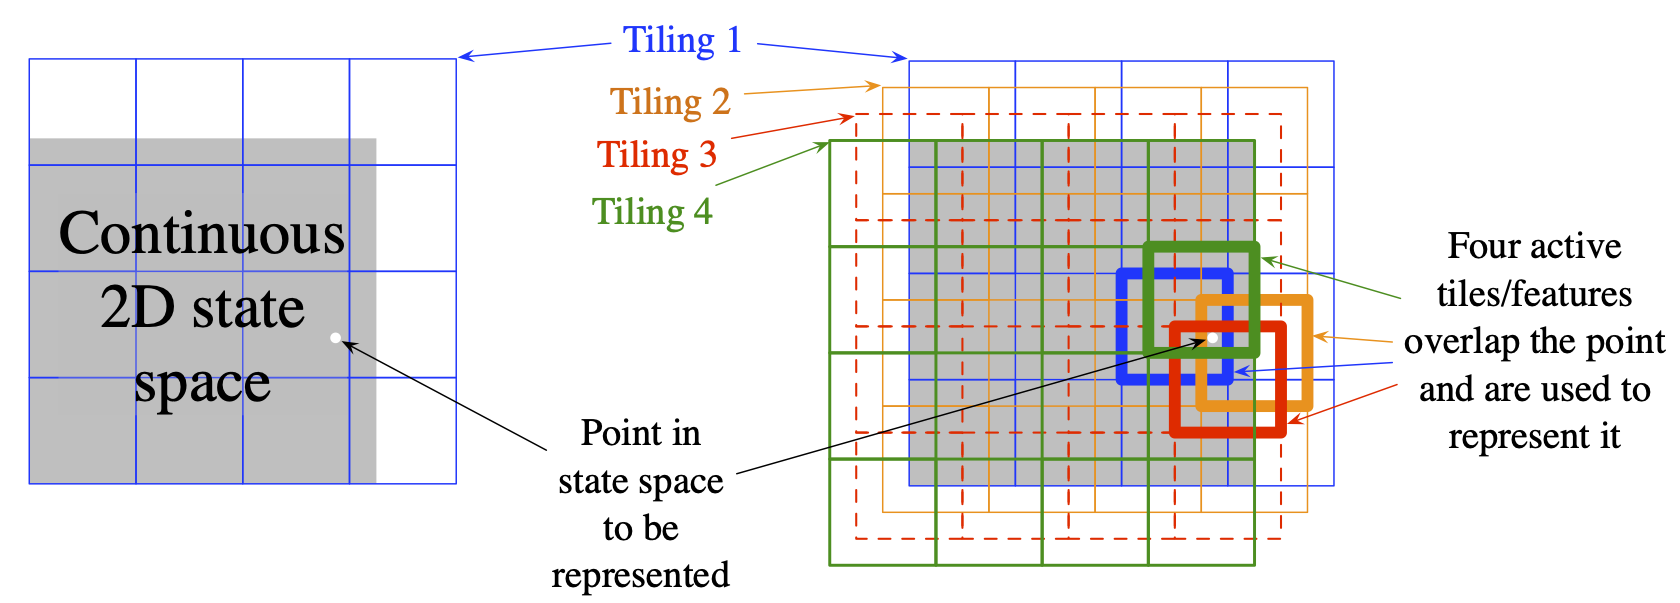 Continuous
2D state
space
Tiling 1
Tiling 2
Tiling 3
Tiling 4
Point in
state space
to be
represented
Four active
tiles/features
overlap the point
and are used to
represent it